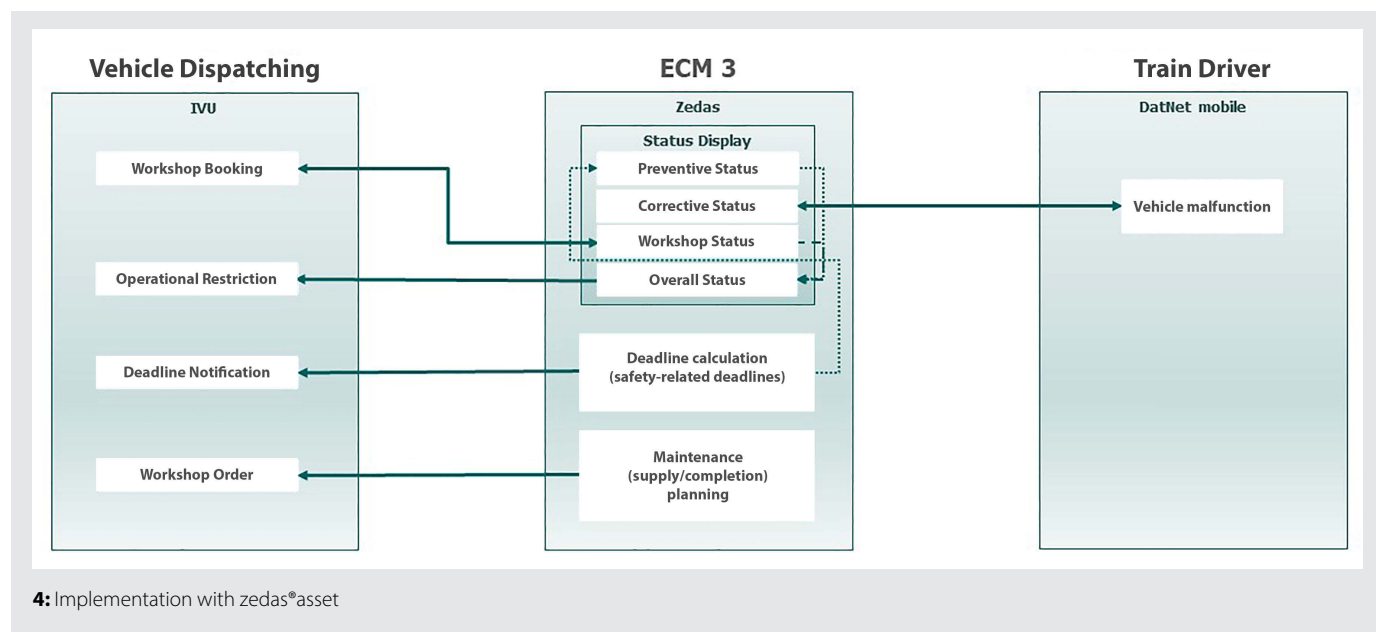 Vehicle Dispatching
IVU
Workshop Booking
Operational Restriction
Deadline Notification
Workshop Order
ECM 3
Zedas
Status Display
Preventive Status
Corrective Status
Workshop Status
Overall Status
Deadline calculation
(safety-related deadlines)
Maintenance
(supply/completion)
planning
Train Driver
DatNet mobile
Vehicle malfunction
4: Implementation with zedas®asset